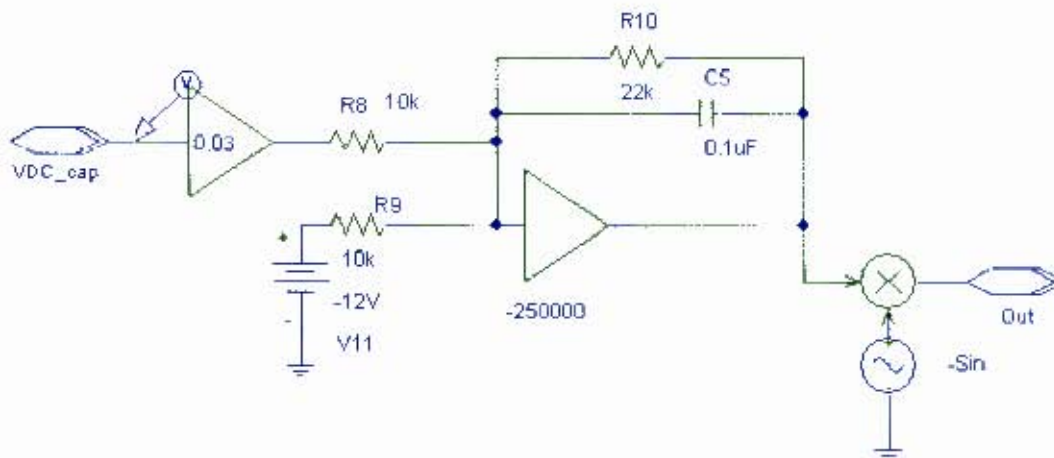 R10
22k
C5
0.1uF
R8
10k
V
0.03
VDC_cap
R9
+
10k
-12V
-
V11
-250000
Out
-Sin